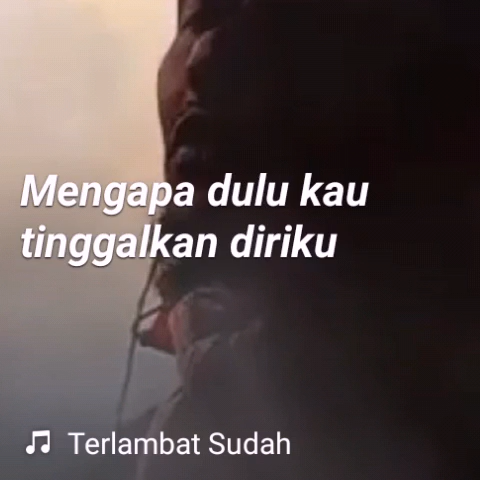 Mengapa dulu kau
tinggalkan diriku
Terlambat Sudah